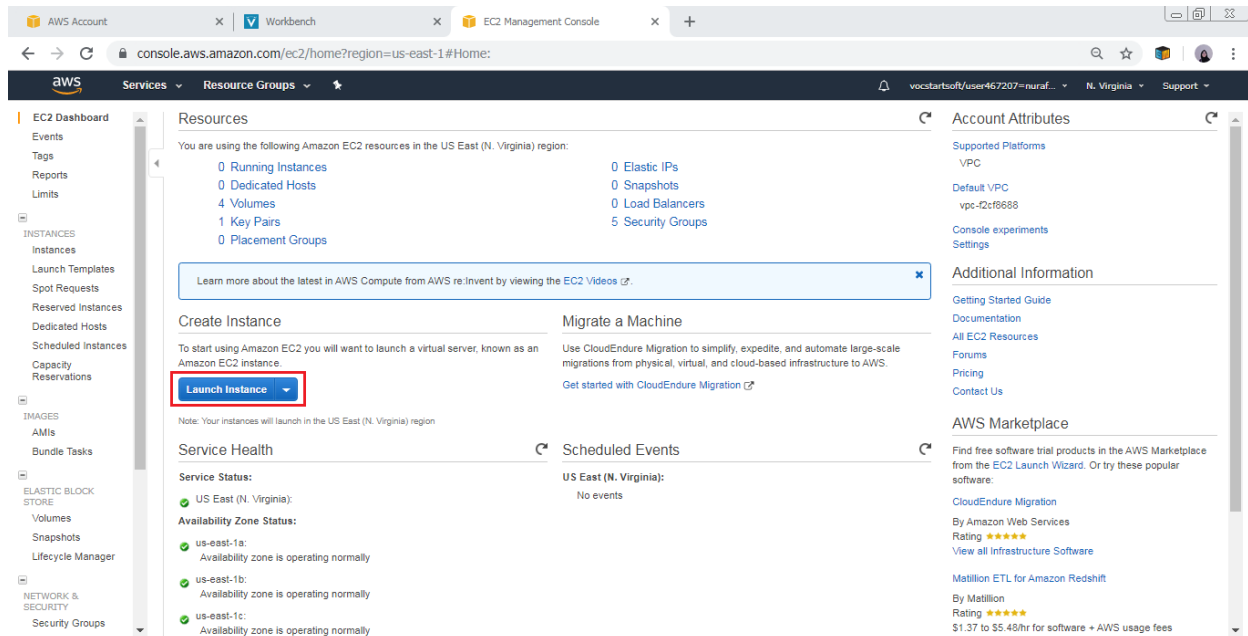 AWS Account
Workbench
EC2 Management Console
console.aws.amazon.com/ec2/home?region=us-east-1#Home:
aws
Services
Resource Groups
vocstartsoft/user467207=nuraf...
N. Virginia
Support
EC2 Dashboard
Events
Tags
Reports
Limits
INSTANCES
Instances
Launch Templates
Spot Requests
Reserved Instances
Dedicated Hosts
Scheduled Instances
Capacity
Reservations
IMAGES
AMIs
Bundle Tasks
ELASTIC BLOCK
STORE
Volumes
Snapshots
Lifecycle Manager
NETWORK &
SECURITY
Security Groups
Resources
You are using the following Amazon EC2 resources in the US East (N. Virginia) region:
0 Running Instances
0 Dedicated Hosts
4 Volumes
1 Key Pairs
0 Placement Groups
0 Elastic IPs
0 Snapshots
0 Load Balancers
5 Security Groups
Learn more about the latest in AWS Compute from AWS re:Invent by viewing the EC2 Videos.
Create Instance
To start using Amazon EC2 you will want to launch a virtual server, known as an
Amazon EC2 instance.
Launch Instance
Note: Your instances will launch in the US East (N. Virginia) region
Migrate a Machine
Use CloudEndure Migration to simplify, expedite, and automate large-scale
migrations from physical, virtual, and cloud-based infrastructure to AWS.
Get started with CloudEndure Migration
Service Health
Service Status:
US East (N. Virginia):
Availability Zone Status:
us-east-1a:
Availability zone is operating normally
us-east-1b:
Availability zone is operating normally
us-east-1c:
Availability zone is operating normally
Scheduled Events
US East (N. Virginia):
No events
Account Attributes
Supported Platforms
VPC
Default VPC
vpc-f2cf8688
Console experiments
Settings
Additional Information
Getting Started Guide
Documentation
All EC2 Resources
Forums
Pricing
Contact Us
AWS Marketplace
Find free software trial products in the AWS Marketplace
from the EC2 Launch Wizard. Or try these popular
software:
CloudEndure Migration
By Amazon Web Services
Rating
View all Infrastructure Software
Matillion ETL for Amazon Redshift
By Matillion
Rating
$1.37 to $5.48/hr for software + AWS usage fees